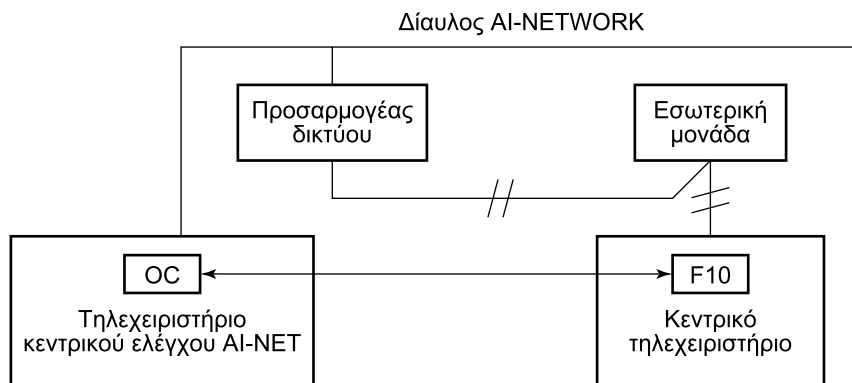 Δίαυλος AI-NETWORK
Προσαρμογέας
δικτύου
Εσωτερική
μονάδα
OC
F10
Τηλεχειριστήριο
κεντρικού ελέγχου AI-NET
Κεντρικό
τηλεχειριστήριο